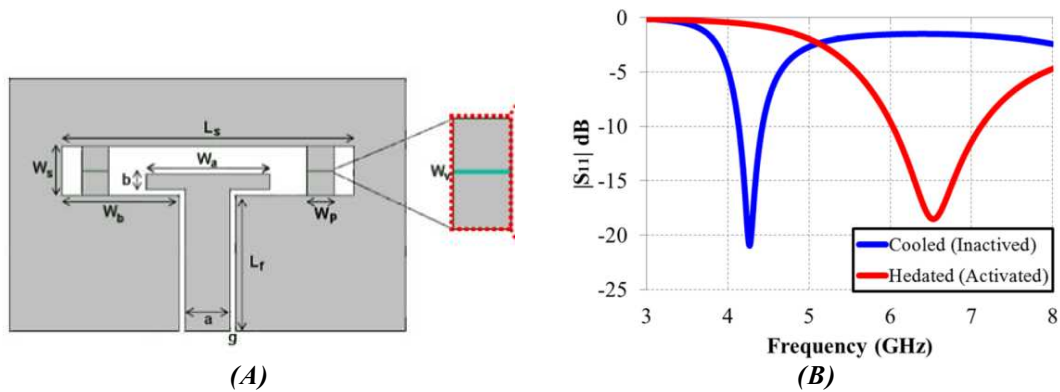 Ls
Ws
Wa
b
Wv
Wb
Wp
Lf
a
g
(A)
0
-5
-10
-15
-20
-25
|S11| dB
Cooled (Inactived)
Hedated (Activated)
3
4
5
6
7
8
Frequency (GHz)
(B)